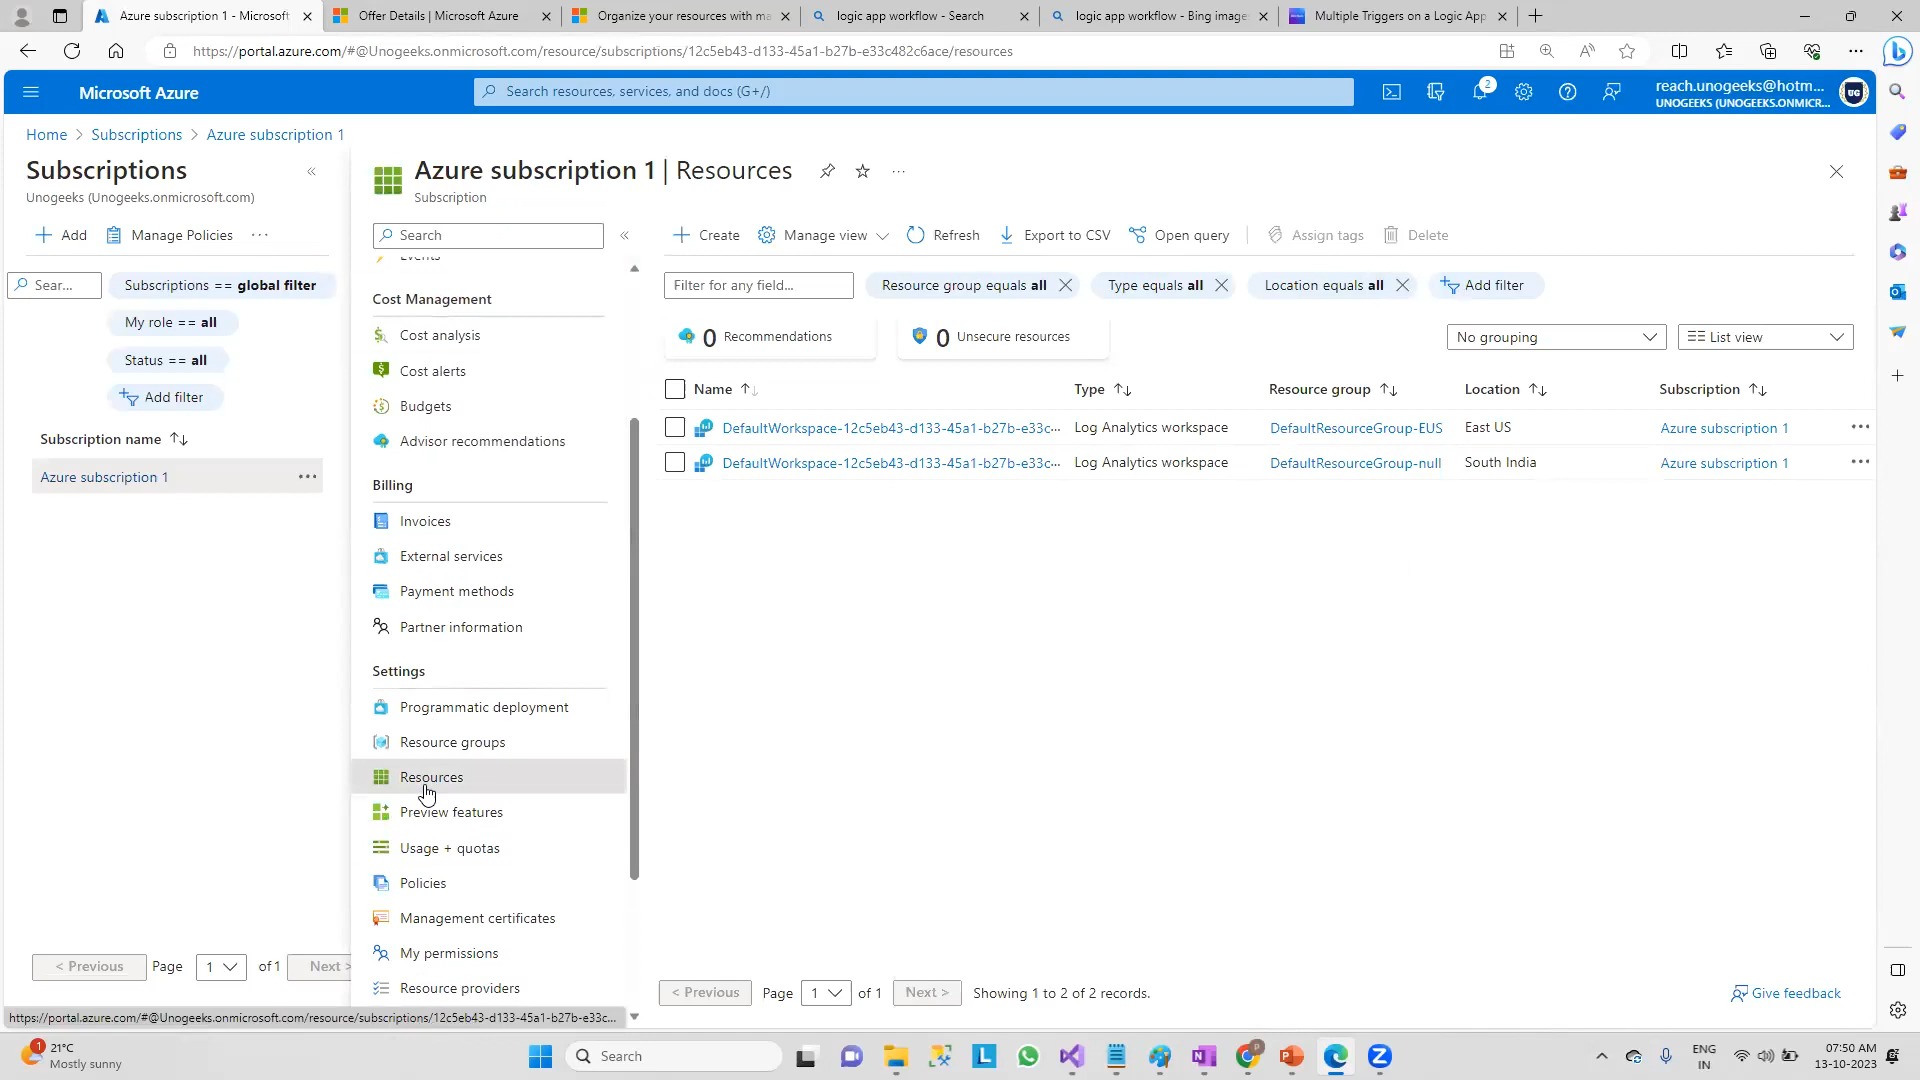 Azure subscription 1 - Microsoft
Offer Details | Microsoft Azure
Organize your resources with ma
logic app workflow - Search
logic app workflow - Bing images
Multiple Triggers on a Logic App
https://portal.azure.com/#@Unogeeks.onmicrosoft.com/resource/subscriptions/12c5eb43-d133-45a1-b27b-e33c482c6ace/resources
Microsoft Azure
Search resources, services, and docs (G+/)
2
reach.unogeeks@hotm...
UNOGEEKS (UNOGEEKS.ONMICR...
UG
Home > Subscriptions > Azure subscription 1
Subscriptions
Unogeeks (Unogeeks.onmicrosoft.com)
Add
Manage Policies
Sear...
Subscriptions == global filter
My role == all
Status == all
Add filter
Subscription name
Azure subscription 1
< Previous
Page
1
of 1
Next >
Azure subscription 1 | Resources
Subscription
Search
Events
Cost Management
Cost analysis
Cost alerts
Budgets
Advisor recommendations
Billing
Invoices
External services
Payment methods
Partner information
Settings
Programmatic deployment
Resource groups
Resources
Preview features
Usage + quotas
Policies
Management certificates
My permissions
Resource providers
Create
Manage view
Refresh
Export to CSV
Open query
Assign tags
Delete
Filter for any field...
Resource group equals all
Type equals all
Location equals all
Add filter
0 Recommendations
0 Unsecure resources
No grouping
List view
Name
Type
Resource group
Location
Subscription
DefaultWorkspace-12c5eb43-d133-45a1-b27b-e33c...
Log Analytics workspace
DefaultResourceGroup-EUS
East US
Azure subscription 1
DefaultWorkspace-12c5eb43-d133-45a1-b27b-e33c...
Log Analytics workspace
DefaultResourceGroup-null
South India
Azure subscription 1
< Previous
Page
1
of 1
Next >
Showing 1 to 2 of 2 records.
Give feedback
https://portal.azure.com/#@Unogeeks.onmicrosoft.com/resource/subscriptions/12c5eb43-d133-45a1-b27b-e33c...
1
21°C
Mostly sunny
Search
ENG
IN
07:50 AM
13-10-2023